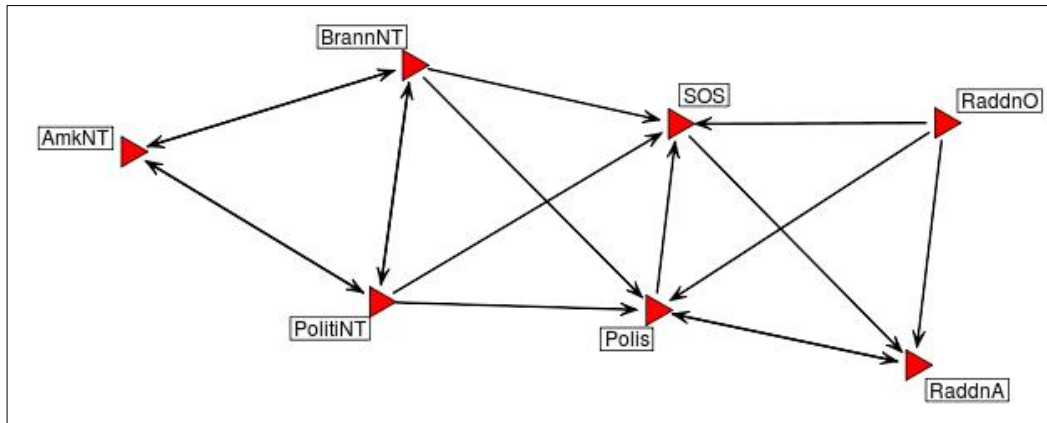 BrannNT
SOS
RaddnO
AmkNT
PolitiNT
Polis
RaddnA